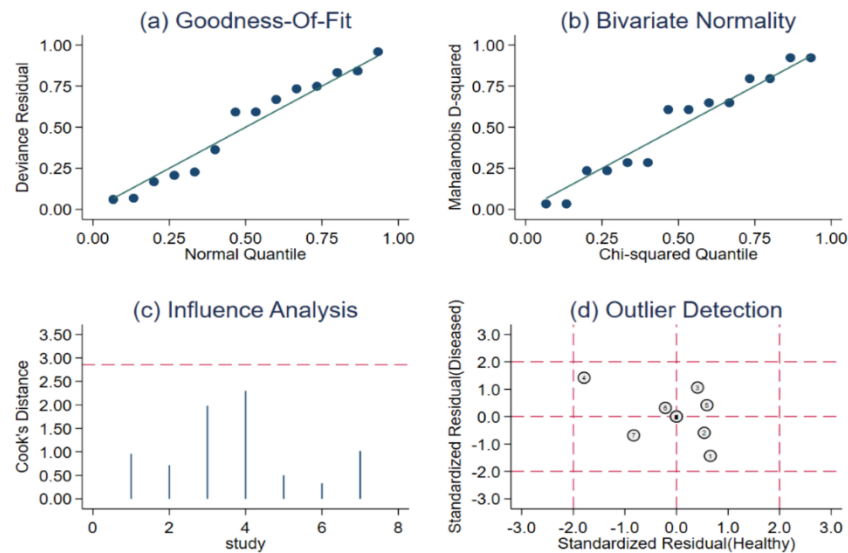 (a) Goodness-Of-Fit
Deviance Residual
1.00
0.75
0.50
0.25
0.00
0.00 0.25 0.50 0.75 1.00
Normal Quantile
(b) Bivariate Normality
Mahalanobis D-squared
1.00
0.75
0.50
0.25
0.00
0.00 0.25 0.50 0.75 1.00
Chi-squared Quantile
(c) Influence Analysis
Cook's Distance
3.50
3.00
2.50
2.00
1.50
1.00
0.50
0.00
0 2 4 6 8
study
(d) Outlier Detection
Standardized Residual(Diseased)
3.0
2.0
1.0
0.0
-1.0
-2.0
-3.0
4
3
6
7
2
1
-3.0 -2.0 -1.0 0.0 1.0 2.0 3.0
Standardized Residual(Healthy)